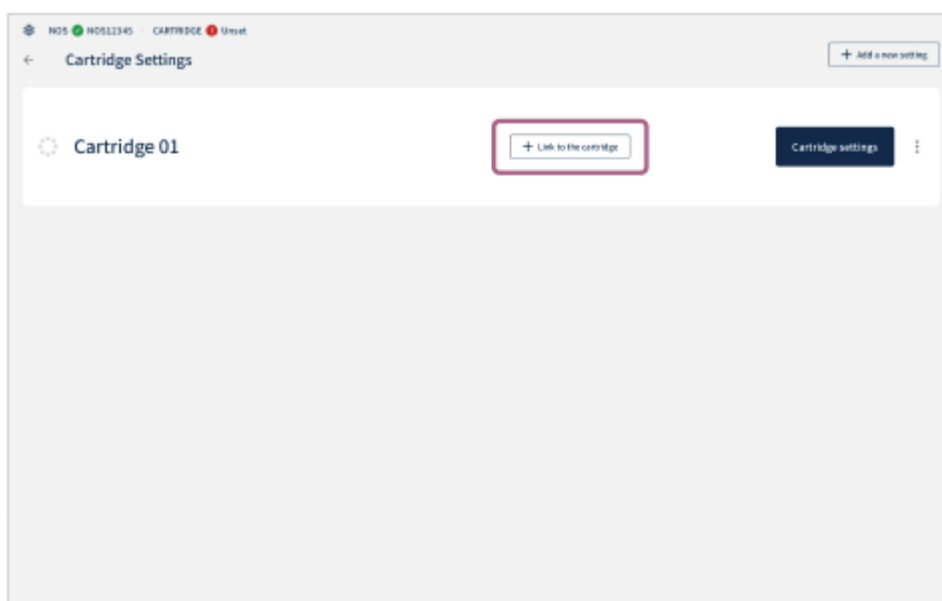 NOS NOS12345 CARTRIDGE Unset
Cartridge Settings
+ Add a new setting
Cartridge 01
+ Link to the cartridge
Cartridge settings